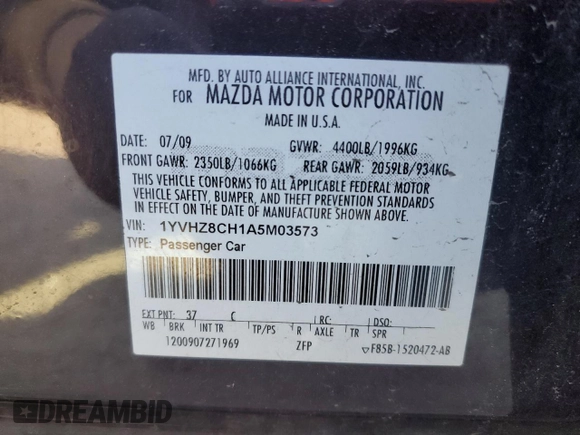 MFD. BY AUTO ALLIANCE INTERNATIONAL, INC.
FOR MAZDA MOTOR CORPORATION
MADE IN U.S.A.
DATE: 07/09 GVWR: 4400LB/1996KG
FRONT GAWR: 2350LB/1066KG REAR GAWR: 2059LB/934KG
THIS VEHICLE CONFORMS TO ALL APPLICABLE FEDERAL MOTOR
VEHICLE SAFETY, BUMPER, AND THEFT PREVENTION STANDARDS
IN EFFECT ON THE DATE OF MANUFACTURE SHOWN ABOVE.
VIN: 1YVHZ8CH1A5M03573
TYPE: Passenger Car
EXT PNT: 37 C RC: DSO:
WB BRK INT TR TP/PS R AXLE TR SPR
1200907271969 ZFP F85B-1520472-AB
DREAMBID